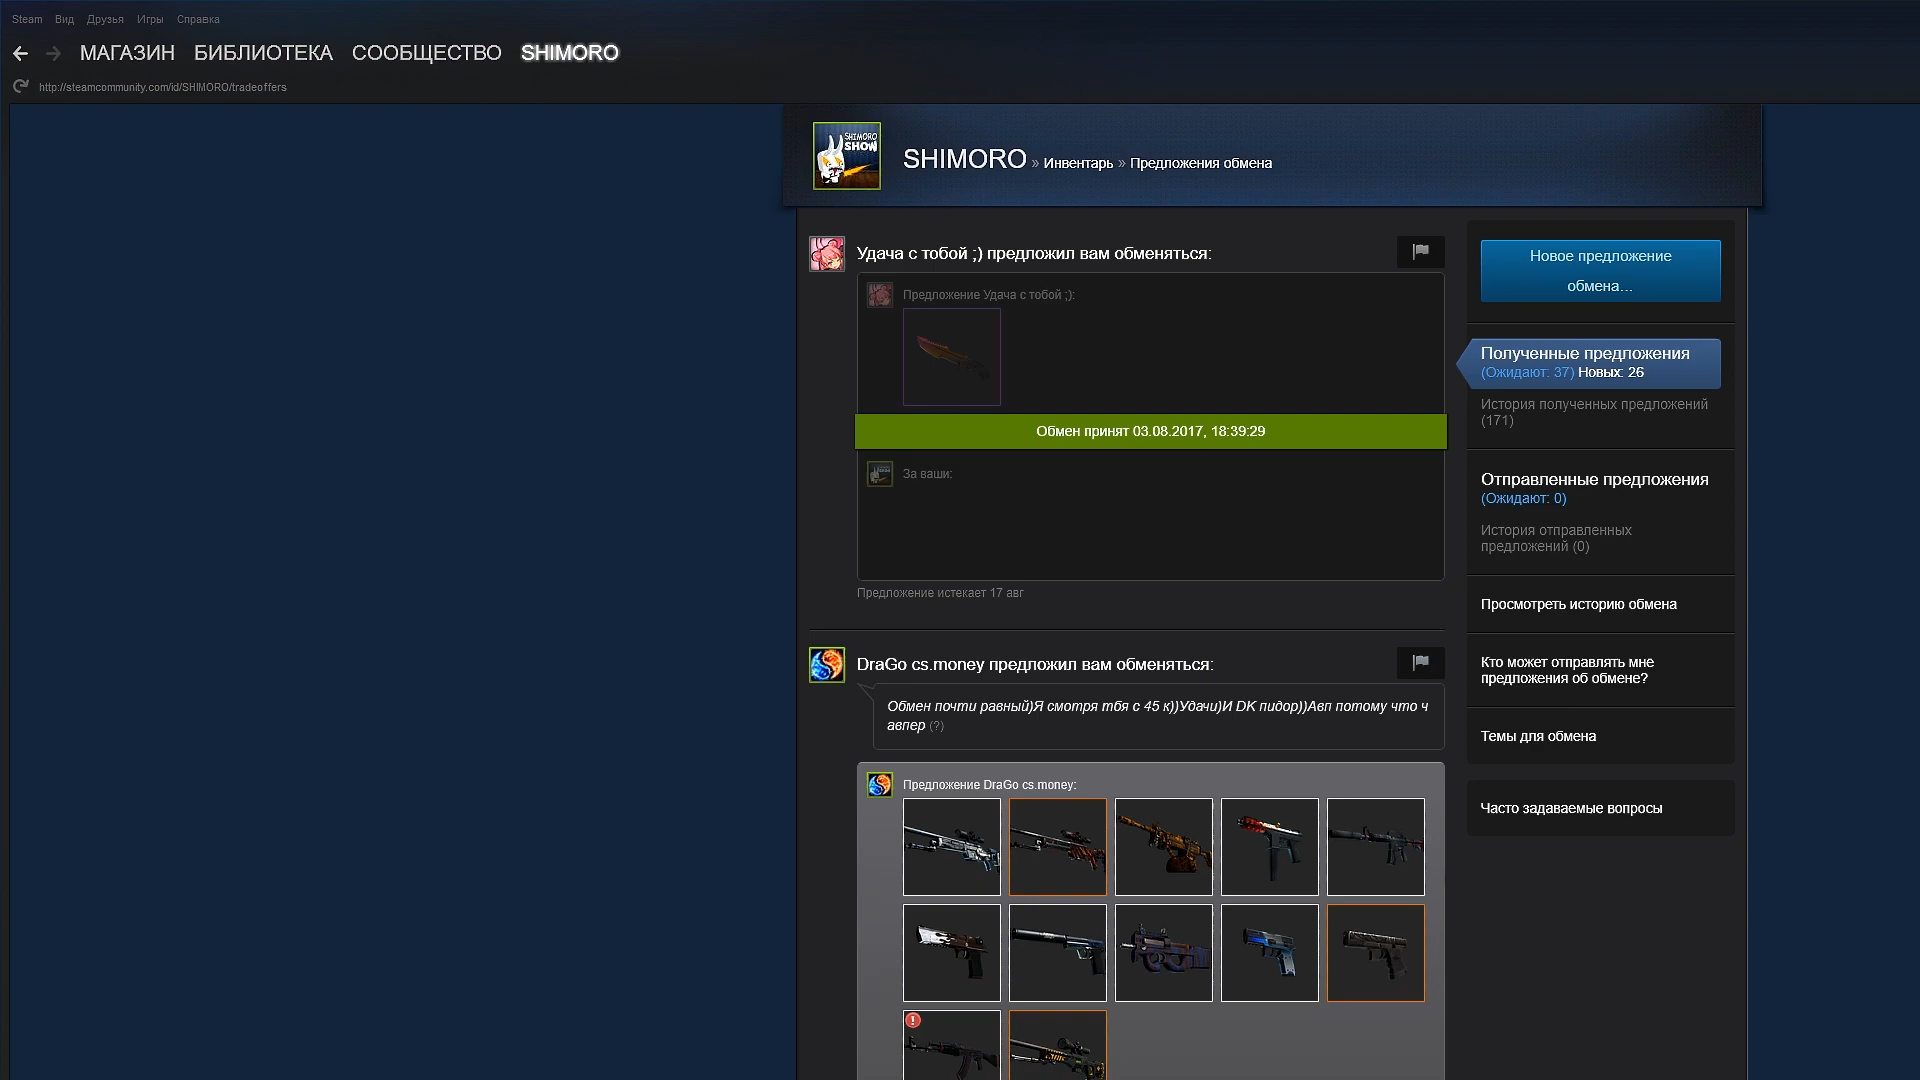 Steam Вид Друзья Игры Справка
МАГАЗИН БИБЛИОТЕКА СООБЩЕСТВО SHIMORO
http://steamcommunity.com/id/SHIMORO/tradeoffers
SHIMORO SHOW
SHIMORO » Инвентарь » Предложения обмена
Удача с тобой ;) предложил вам обменяться:
Предложение Удача с тобой ;):
Обмен принят 03.08.2017, 18:39:29
За ваши:
Предложение истекает 17 авг
DraGo cs.money предложил вам обменяться:
Обмен почти равный)Я смотря тбя с 45 к))Удачи)И DK пидор))Авп потому что ч
авпер (?)
Предложение DraGo cs.money:
Новое предложение
обмена...
Полученные предложения
(Ожидают: 37) Новых: 26
История полученных предложений
(171)
Отправленные предложения
(Ожидают: 0)
История отправленных
предложений (0)
Просмотреть историю обмена
Кто может отправлять мне
предложения об обмене?
Темы для обмена
Часто задаваемые вопросы